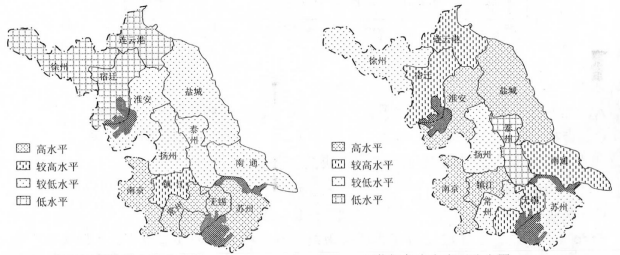 连云港
徐州
宿迁
淮安
盐城
泰州
扬州
南通
南京
镇
常州
无锡
苏州
高水平
较高水平
较低水平
低水平
连云港
徐州
宿迁
淮安
盐城
泰州
扬州
南通
南京
镇江
常州
无锡
苏州
高水平
较高水平
较低水平
低水平